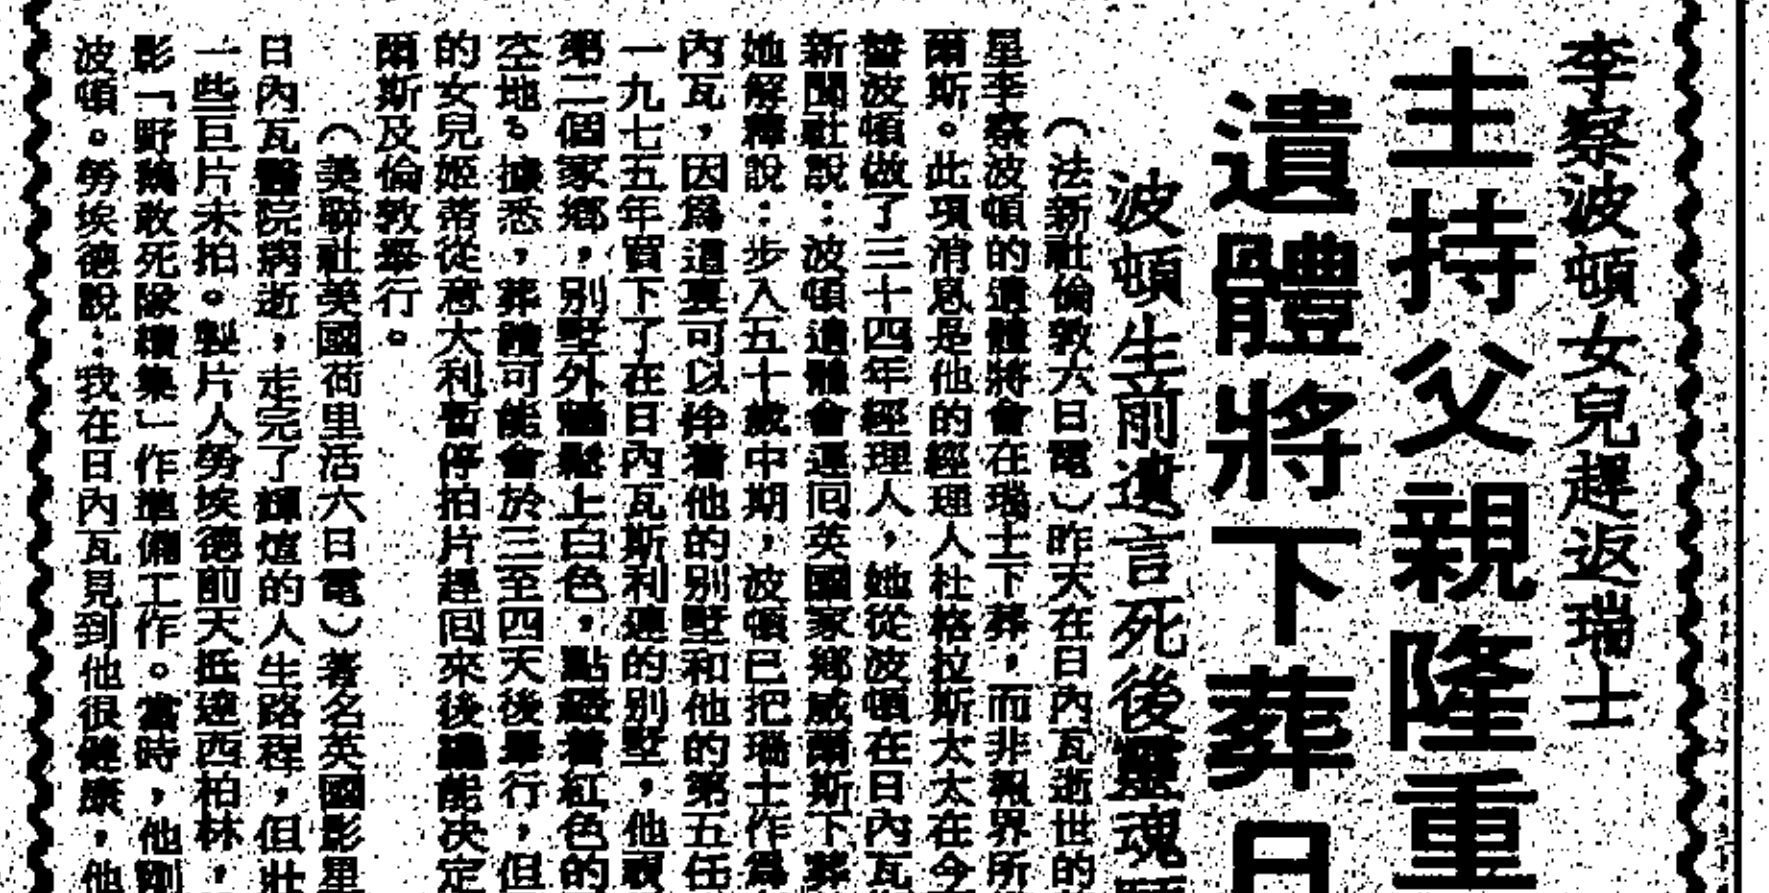 李察波頓女兒趕返瑞士
主持父親隆重
遺體將下葬日
波頓生前遺言死後靈魂
（法新社倫敦六日電）昨天在日內瓦逝世的
星李察波頓的遺體將會在瑞士下葬，而非報界所
爾斯。此項消息是他的經理人杜格拉斯太太在今
替波頓做了三十四年經理人，她從波頓在日內瓦
新聞社說：波頓遺體會運回英國家鄉威爾斯下葬
她解釋說：步入五十歲中期，波頓已把瑞士作爲
內瓦，因爲這裏可以伴着他的別墅和他的第五任
一九七五年買下了在日內瓦斯利連的別墅，他視
第二個家鄉，別墅外牆髹上白色，點綴着紅色的
空地。據悉，葬禮可能會於三至四天後舉行，但
的女兒姬蒂從意大利暫停拍片趕囘來後纔能決定
爾斯及倫敦舉行。
（美聯社美國荷里活六日電）著名英國影星
日內瓦醫院病逝，走完了輝煌的人生路程，但壯
一些巨片未拍。製片人勞埃德前天抵達西柏林，
影「野鵝敢死隊續集」作準備工作。當時，他剛
波頓。勞埃德說：我在日內瓦見到他很健康，他